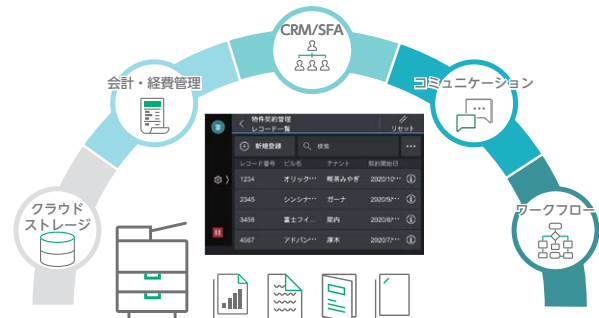 CRM/SFA
会計・経費管理
コミュニケーション
クラウド
ストレージ
ワークフロー
物件契約管理
レコード一覧
リセット
新規登録
検索
レコード番号 ビル名 テナント 契約開始日
1234 オリック… 喫茶みやぎ 2020/10…
2345 シンシナ… ガーナ 2020/9/…
3456 富士フイ… 関内 2020/8/…
4567 アドバン… 厚木 2020/7/…